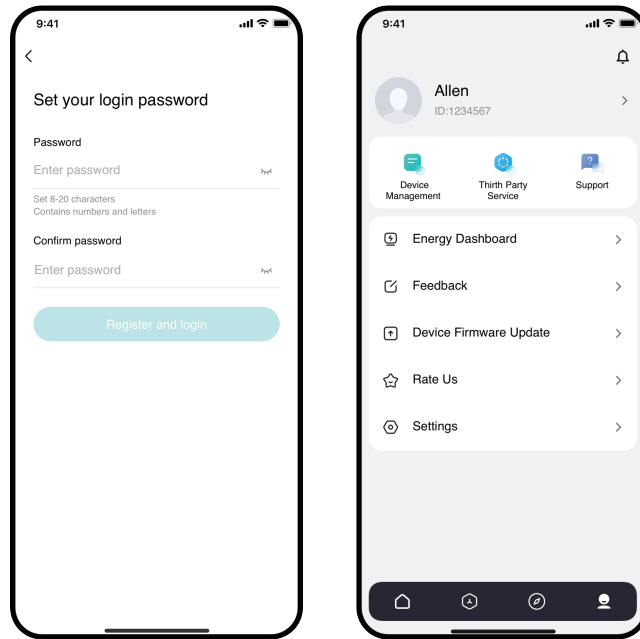 9:41
Set your login password
Password
Enter password
Set 8-20 characters
Contains numbers and letters
Confirm password
Enter password
Register and login
9:41
Allen
ID:1234567
Device
Management
Thirth Party
Service
Support
Energy Dashboard
Feedback
Device Firmware Update
Rate Us
Settings